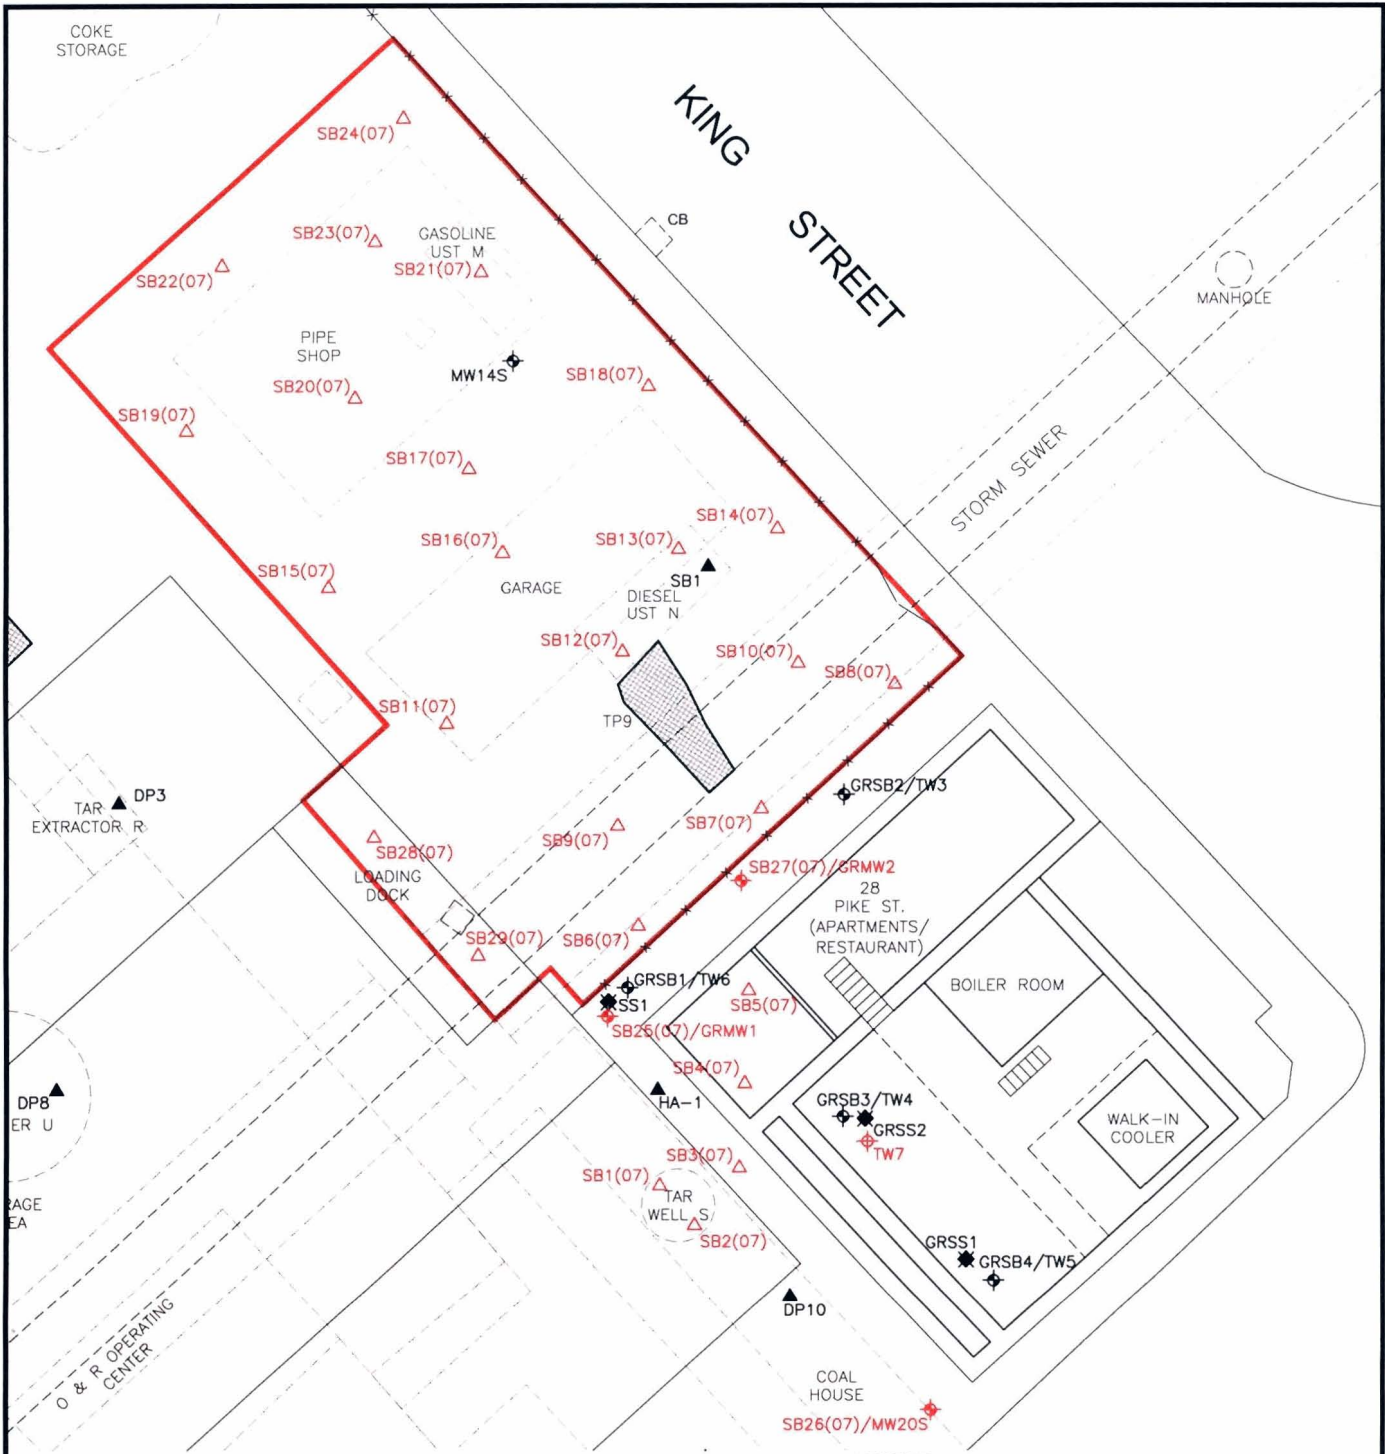 COKE
STORAGE
KING
STREET
SB24(07)
CB
SB23(07)
GASOLINE
UST M
SB22(07)
SB21(07)
MANHOLE
PIPE
SHOP
MW14S
SB18(07)
SB20(07)
SB19(07)
STORM SEWER
SB17(07)
SB14(07)
SB16(07)
SB13(07)
SB15(07)
SB1
GARAGE
DIESEL
UST N
SB12(07)
SB10(07)
SB8(07)
SB11(07)
TP9
DP3
TAR
EXTRACTOR R
GRSB2/TW3
SB7(07)
SB9(07)
SB28(07)
LOADING
DOCK
SB27(07)/GRMW2
28
PIKE ST.
(APARTMENTS/
RESTAURANT)
SB29(07)
SB6(07)
GRSB1/TW6
BOILER ROOM
RSS1
SB5(07)
SB25(07)/GRMW1
SB4(07)
DP8
ER U
HA-1
GRSB3/TW4
GRSS2
WALK-IN
COOLER
TW7
SB3(07)
SB1(07)
TAR
WELL S
RAGE
EA
SB2(07)
GRSS1
GRSB4/TW5
DP10
O & R OPERATING
CENTER
COAL
HOUSE
SB26(07)/MW20S